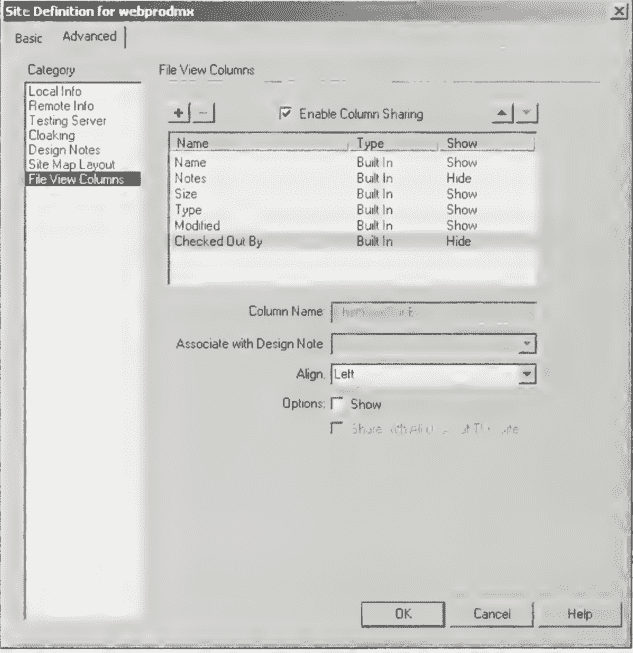 Site Definition for webprodmx
Basic Advanced
Category
Local Info
Remote Info
Testing Server
Cloaking
Design Notes
Site Map Layout
File View Columns
File View Columns
+ - Enable Column Sharing
Name Type Show
Name Built In Show
Notes Built In Hide
Size Built In Show
Type Built In Show
Modified Built In Show
Checked Out By Built In Hide
Column Name:
Associate with Design Note
Align: Left
Options: Show
Share
OK Cancel Help